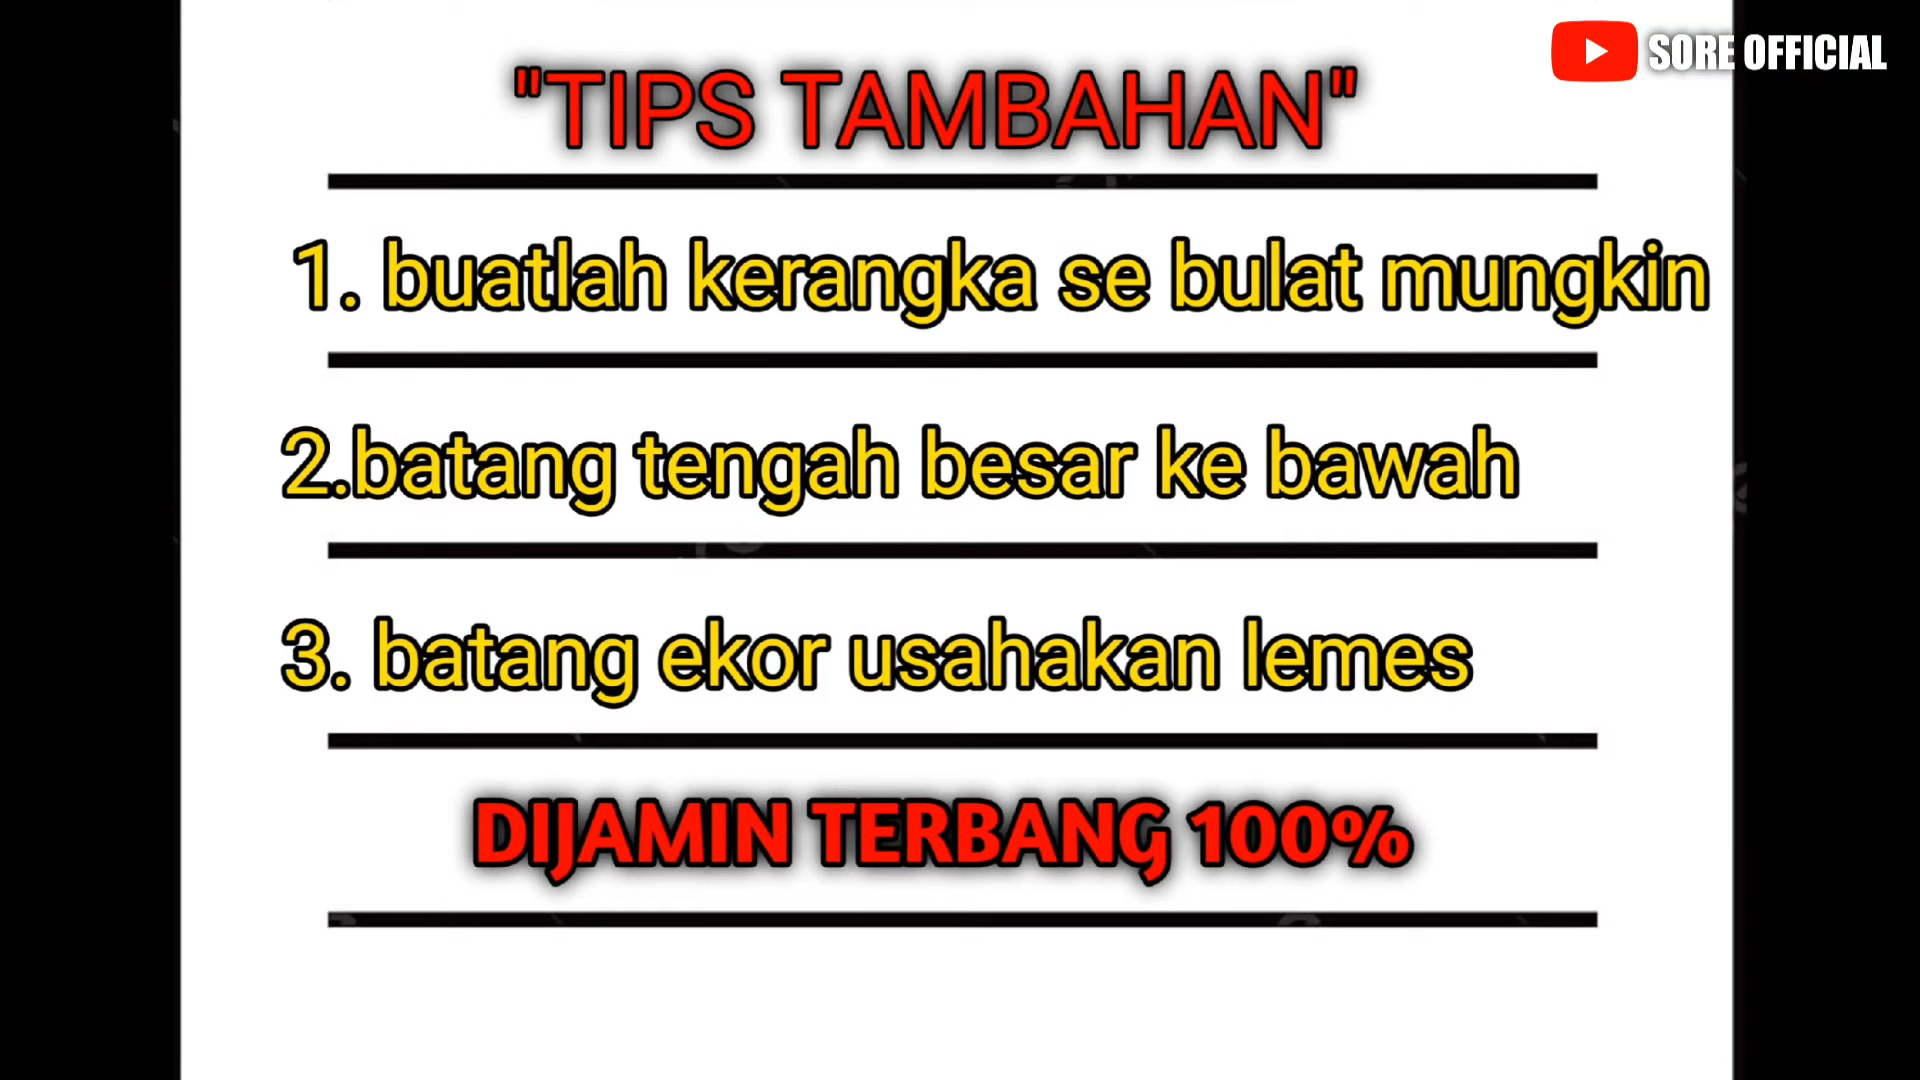 SORE OFFICIAL
"TIPS TAMBAHAN"
1. buatlah kerangka se bulat mungkin
2.batang tengah besar ke bawah
3. batang ekor usahakan lemes
DIJAMIN TERBANG 100%